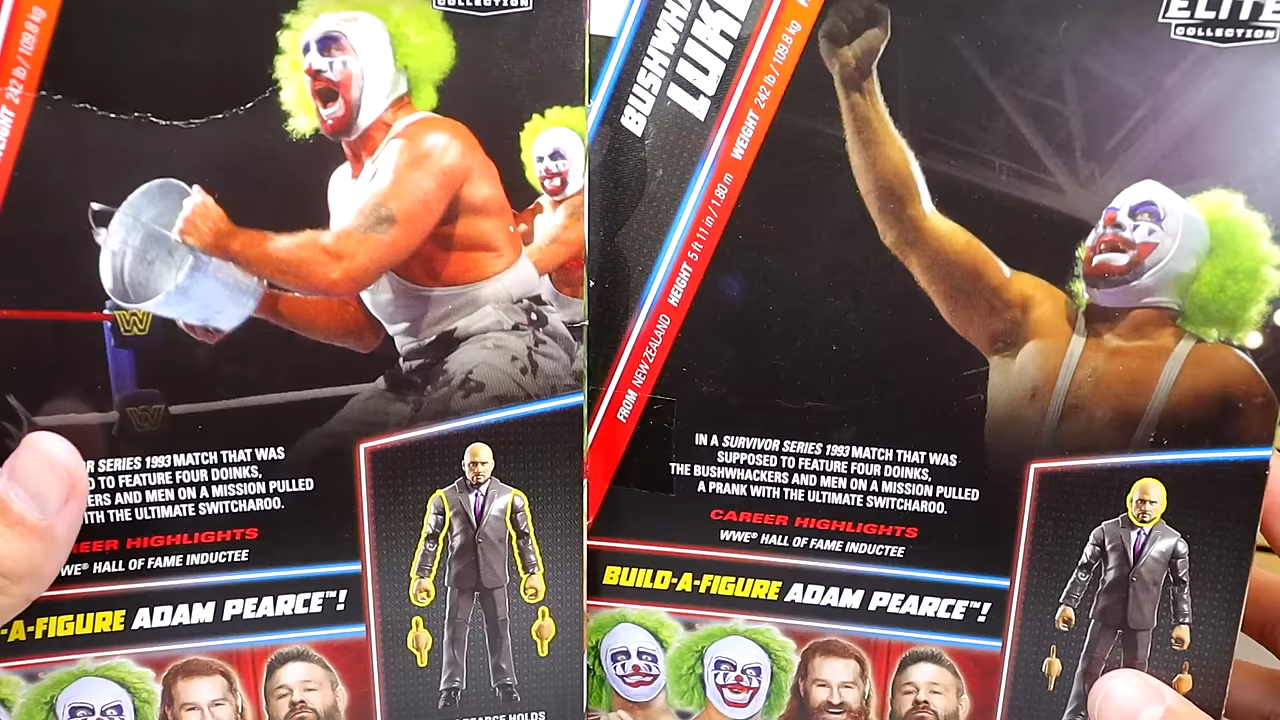 COLLECTION
WEIGHT 242 lb / 109.8 kg
R SERIES 1993 MATCH THAT WAS
D TO FEATURE FOUR DOINKS,
ERS AND MEN ON A MISSION PULLED
ITH THE ULTIMATE SWITCHAROO.
EER HIGHLIGHTS
WWE® HALL OF FAME INDUCTEE
-A-FIGURE ADAM PEARCE™!
PEARCE HOLDS
ELITE
COLLECTION
BUSHWHA
LUKE
FROM NEW ZEALAND HEIGHT 5 ft 11 in / 1.80 m WEIGHT 242 lb / 109.8 kg
IN A SURVIVOR SERIES 1993 MATCH THAT WAS
SUPPOSED TO FEATURE FOUR DOINKS,
THE BUSHWHACKERS AND MEN ON A MISSION PULLED
A PRANK WITH THE ULTIMATE SWITCHAROO.
CAREER HIGHLIGHTS
WWE® HALL OF FAME INDUCTEE
BUILD-A-FIGURE ADAM PEARCE™!